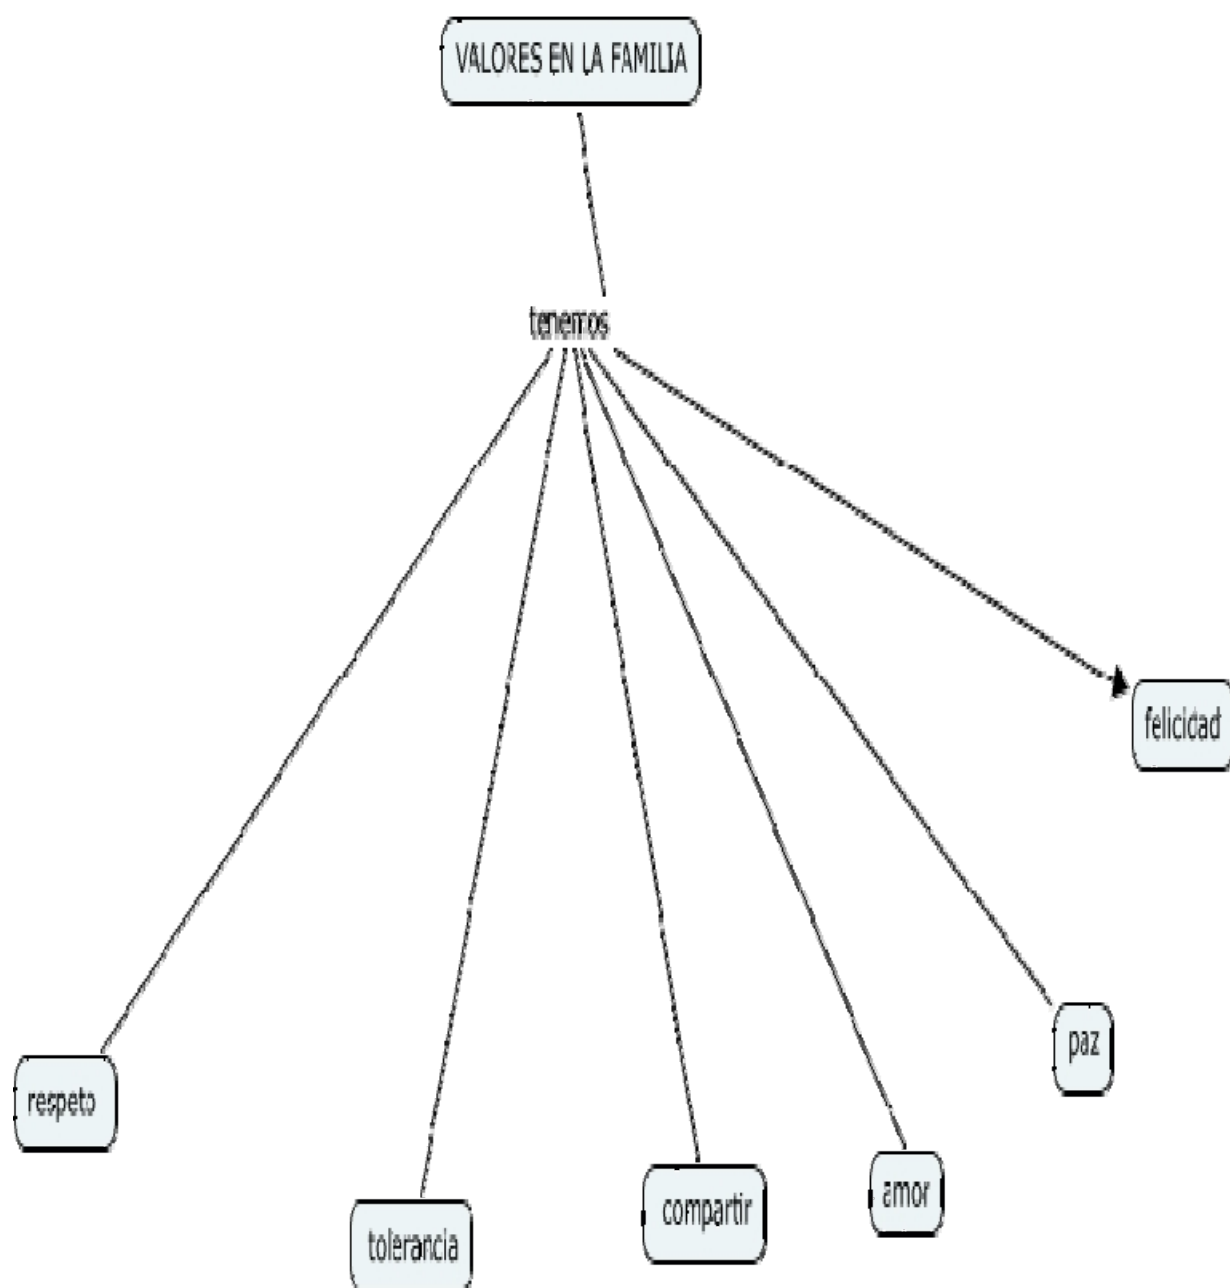 VALORES EN LA FAMILIA
tenemos
felicidad
paz
respeto
amor
compartir
tolerancia